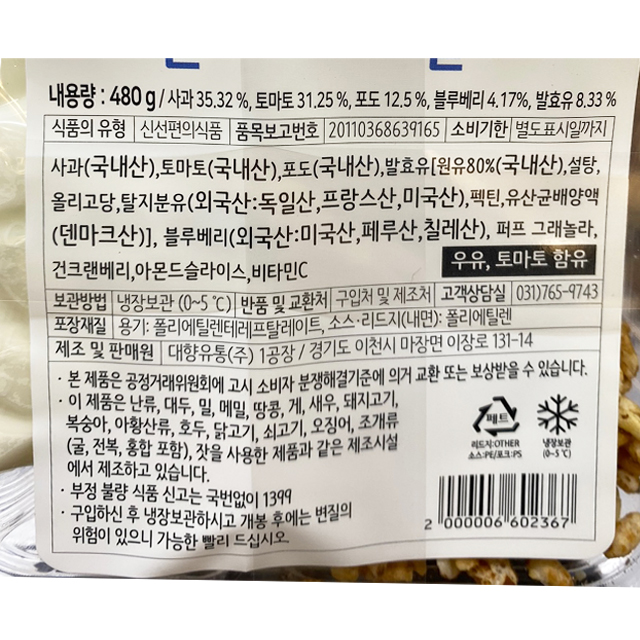 내용량 : 480 g / 사과 35.32 %, 토마토 31.25 %, 포도 12.5 %, 블루베리 4.17%, 발효유 8.33 %
식품의 유형 신선편의식품 품목보고번호 20110368639165 소비기한 별도표시일까지
사과(국내산),토마토(국내산),포도(국내산),발효유[원유80%(국내산),설탕,
올리고당,탈지분유(외국산:독일산,프랑스산,미국산),펙틴,유산균배양액
(덴마크산)], 블루베리(외국산:미국산,페루산,칠레산), 퍼프 그래놀라,
건크랜베리,아몬드슬라이스,비타민C
우유, 토마토 함유
보관방법 냉장보관 (0~5 ℃) 반품 및 교환처 구입처 및 제조처 고객상담실 031)765-9743
포장재질 용기: 폴리에틸렌테레프탈레이트, 소스·리드지(내면): 폴리에틸렌
제조 및 판매원 대향유통(주) 1공장 / 경기도 이천시 마장면 이장로 131-14
· 본 제품은 공정거래위원회에 고시 소비자 분쟁해결기준에 의거 교환 또는 보상받을 수 있습니다.
· 이 제품은 난류, 대두, 밀, 메밀, 땅콩, 게, 새우, 돼지고기,
복숭아, 아황산류, 호두, 닭고기, 쇠고기, 오징어, 조개류
(굴, 전복, 홍합 포함), 잣을 사용한 제품과 같은 제조시설
에서 제조하고 있습니다.
· 부정 불량 식품 신고는 국번없이 1399
· 구입하신 후 냉장보관하시고 개봉 후에는 변질의
위험이 있으니 가능한 빨리 드십시오.
페트
리드지:OTHER
소스:PE/포크:PS
냉장보관
(0~5 ℃)
2 000006 602367